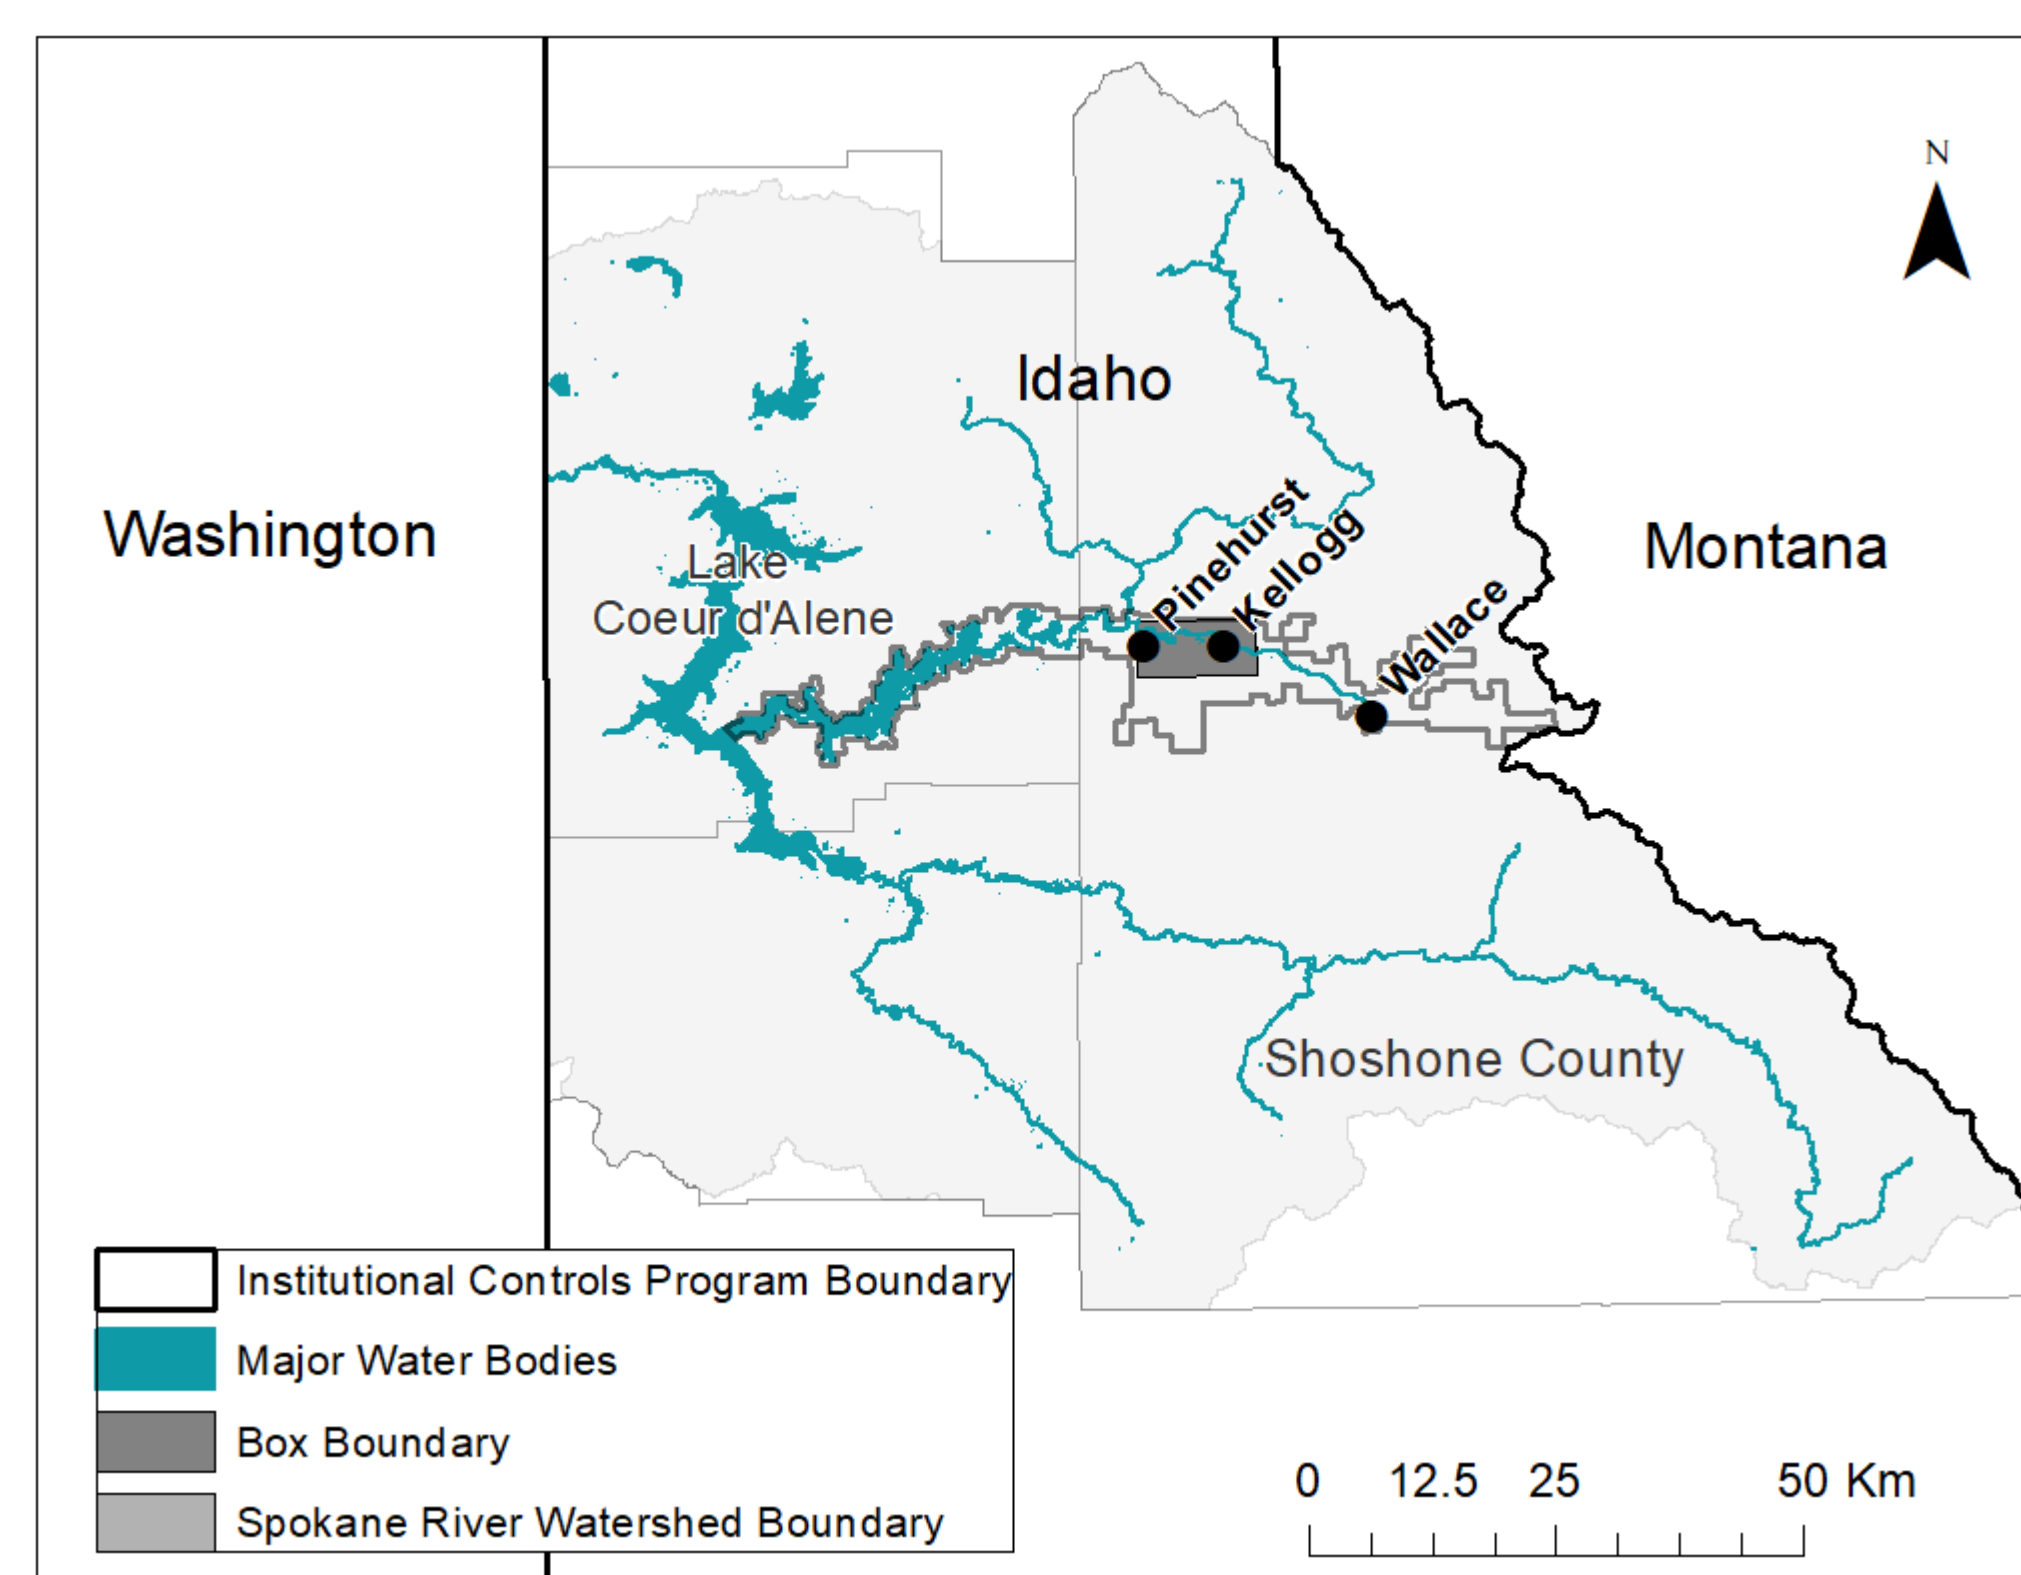 N
Idaho
Washington
Montana
Lake
Coeur d'Alene
Pinehurst
Kellogg
Wallace
Shoshone County
Institutional Controls Program Boundary
Major Water Bodies
Box Boundary
Spokane River Watershed Boundary
0 12.5 25 50 Km